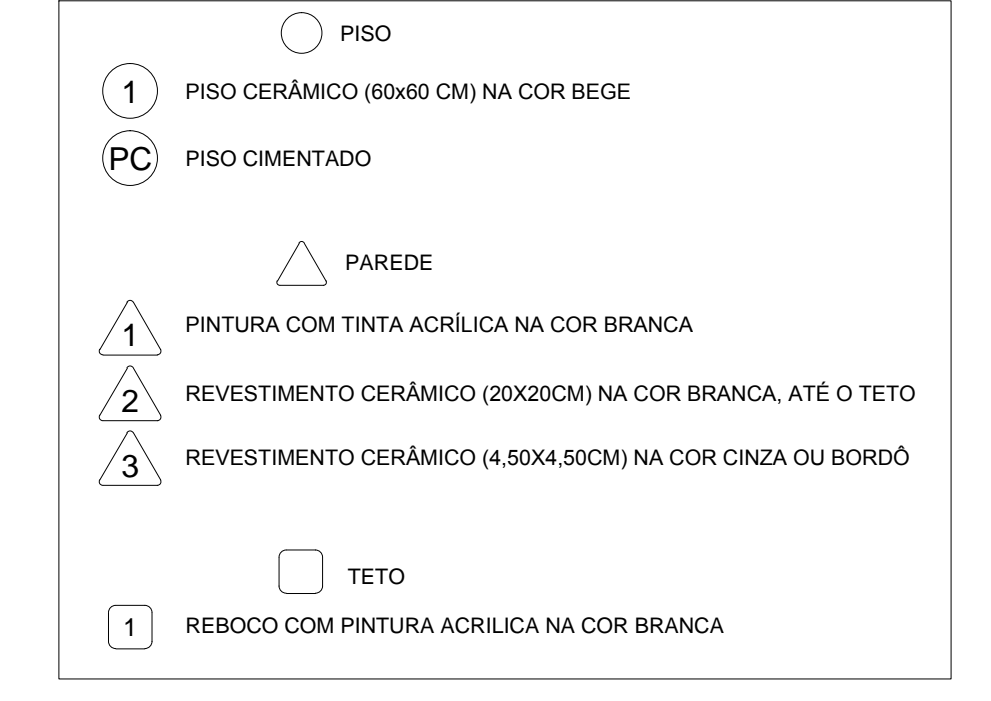 PISO
1 PISO CERÂMICO (60x60 CM) NA COR BEGE
PC PISO CIMENTADO
PAREDE
1 PINTURA COM TINTA ACRÍLICA NA COR BRANCA
2 REVESTIMENTO CERÂMICO (20X20CM) NA COR BRANCA, ATÉ O TETO
3 REVESTIMENTO CERÂMICO (4,50X4,50CM) NA COR CINZA OU BORDÔ
TETO
1 REBOCO COM PINTURA ACRILICA NA COR BRANCA